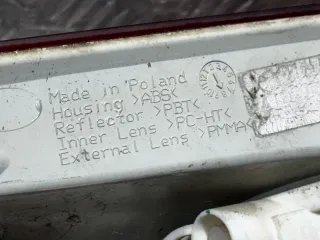 Made in Poland
Housing >ABS<
Reflector >PBT<
Inner Lens >PC-HT<
External Lens >PMMA<